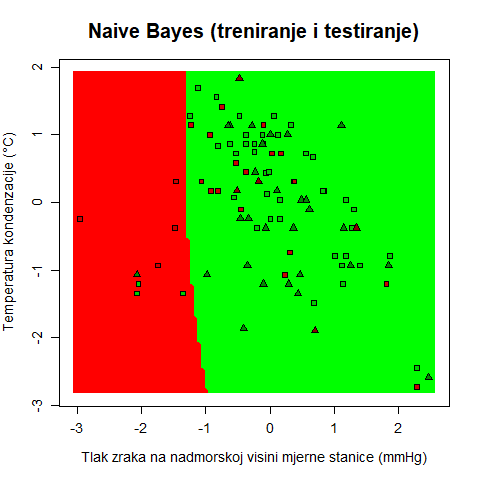 Naive Bayes (treniranje i testiranje)
Temperatura kondenzacije (°C)
2
1
0
-1
-2
-3
-3 -2 -1 0 1 2
Tlak zraka na nadmorskoj visini mjerne stanice (mmHg)